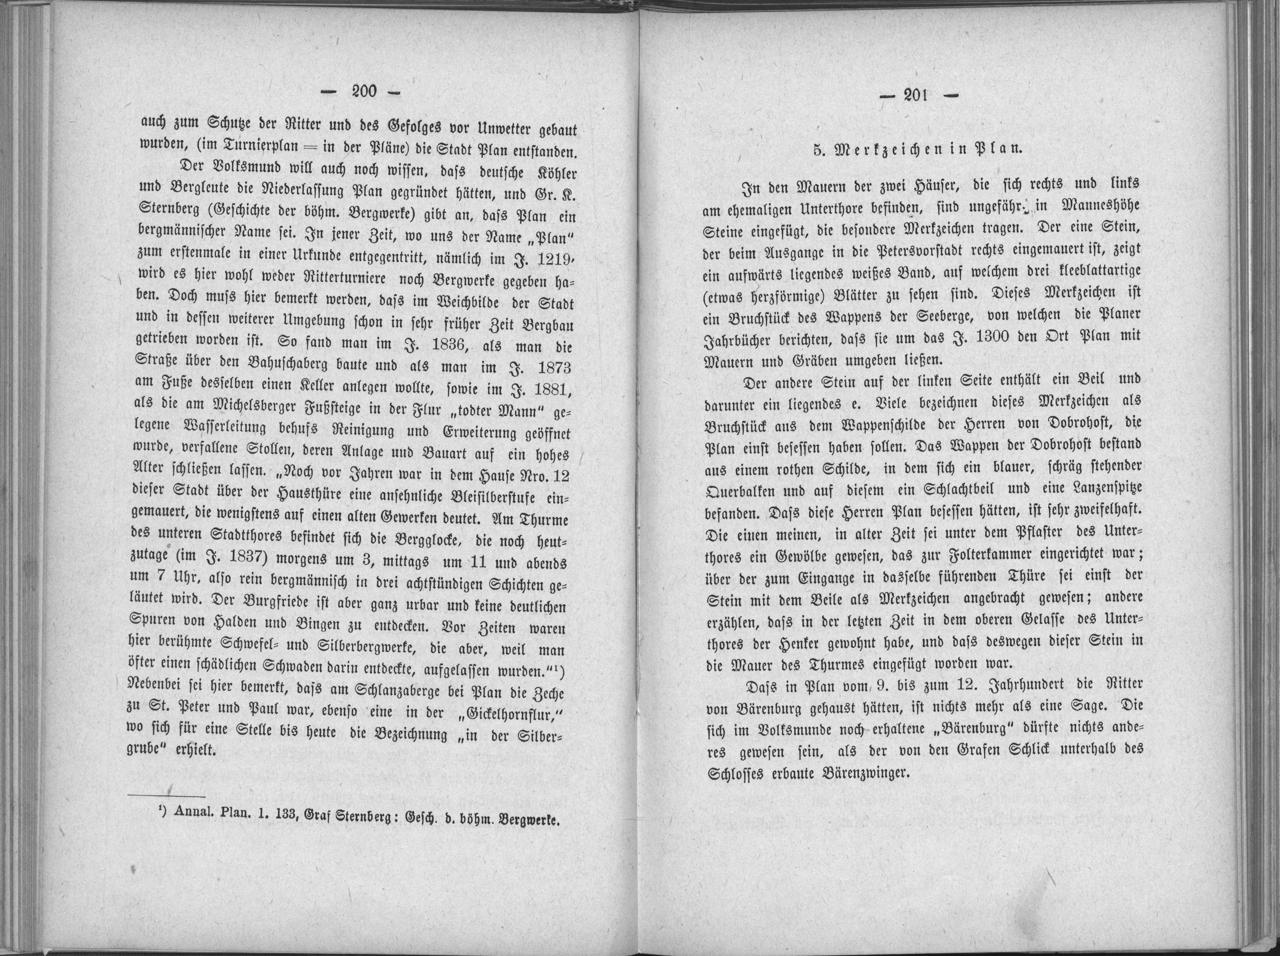 — 200 —
auch zum Schutze der Ritter und des Gefolges vor Unwetter gebaut
wurden, (im Turnierplan = in der Pläne) die Stadt Plan entstanden.
Der Volksmund will auch noch wissen, dass deutsche Köhler
und Bergleute die Niederlassung Plan gegründet hätten, und Gr. K.
Sternberg (Geschichte der böhm. Bergwerke) gibt an, dass Plan ein
bergmännischer Name sei. In jener Zeit, wo uns der Name „Plan“
zum erstenmale in einer Urkunde entgegentritt, nämlich im J. 1219,
wird es hier wohl weder Ritterturniere noch Bergwerke gegeben ha-
ben. Doch muss hier bemerkt werden, dass im Weichbilde der Stadt
und in dessen weiterer Umgebung schon in sehr früher Zeit Bergbau
getrieben worden ist. So fand man im J. 1836, als man die
Straße über den Bahuschaberg baute und als man im J. 1873
am Fuße desselben einen Keller anlegen wollte, sowie im J. 1881,
als die am Michelsberger Fußsteige in der Flur „todter Mann“ ge-
legene Wasserleitung behufs Reinigung und Erweiterung geöffnet
wurde, verfallene Stollen, deren Anlage und Bauart auf ein hohes
Alter schließen lassen. „Noch vor Jahren war in dem Hause Nro. 12
dieser Stadt über der Hausthüre eine ansehnliche Bleisilberstufe ein-
gemauert, die wenigstens auf einen alten Gewerken deutet. Am Thurme
des unteren Stadtthores befindet sich die Bergglocke, die noch heut-
zutage (im J. 1837) morgens um 3, mittags um 11 und abends
um 7 Uhr, also rein bergmännisch in drei achtstündigen Schichten ge-
läutet wird. Der Burgfriede ist aber ganz urbar und keine deutlichen
Spuren von Halden und Bingen zu entdecken. Vor Zeiten waren
hier berühmte Schwefel- und Silberbergwerke, die aber, weil man
öfter einen schädlichen Schwaden darin entdeckte, aufgelassen wurden.“¹)
Nebenbei sei hier bemerkt, dass am Schlanzaberge bei Plan die Zeche
zu St. Peter und Paul war, ebenso eine in der „Gickelhornflur,“
wo sich für eine Stelle bis heute die Bezeichnung „in der Silber-
grube“ erhielt.
¹) Annal. Plan. 1. 133, Graf Sternberg: Gesch. d. böhm. Bergwerke.
— 201 —
5. Merkzeichen in Plan.
In den Mauern der zwei Häuser, die sich rechts und links
am ehemaligen Unterthore befinden, sind ungefähr in Manneshöhe
Steine eingefügt, die besondere Merkzeichen tragen. Der eine Stein,
der beim Ausgange in die Petersvorstadt rechts eingemauert ist, zeigt
ein aufwärts liegendes weißes Band, auf welchem drei kleeblattartige
(etwas herzförmige) Blätter zu sehen sind. Dieses Merkzeichen ist
ein Bruchstück des Wappens der Seeberge, von welchen die Planer
Jahrbücher berichten, dass sie um das J. 1300 den Ort Plan mit
Mauern und Gräben umgeben ließen.
Der andere Stein auf der linken Seite enthält ein Beil und
darunter ein liegendes e. Viele bezeichnen dieses Merkzeichen als
Bruchstück aus dem Wappenschilde der Herren von Dobrohost, die
Plan einst besessen haben sollen. Das Wappen der Dobrohost bestand
aus einem rothen Schilde, in dem sich ein blauer, schräg stehender
Querbalken und auf diesem ein Schlachtbeil und eine Lanzenspitze
befanden. Dass diese Herren Plan besessen hätten, ist sehr zweifelhaft.
Die einen meinen, in alter Zeit sei unter dem Pflaster des Unter-
thores ein Gewölbe gewesen, das zur Folterkammer eingerichtet war;
über der zum Eingange in dasselbe führenden Thüre sei einst der
Stein mit dem Beile als Merkzeichen angebracht gewesen; andere
erzählen, dass in der letzten Zeit in dem oberen Gelasse des Unter-
thores der Henker gewohnt habe, und dass deswegen dieser Stein in
die Mauer des Thurmes eingefügt worden war.
Dass in Plan vom 9. bis zum 12. Jahrhundert die Ritter
von Bärenburg gehaust hätten, ist nichts mehr als eine Sage. Die
sich im Volksmunde noch erhaltene „Bärenburg“ dürfte nichts ande-
res gewesen sein, als der von den Grafen Schlick unterhalb des
Schlosses erbaute Bärenzwinger.